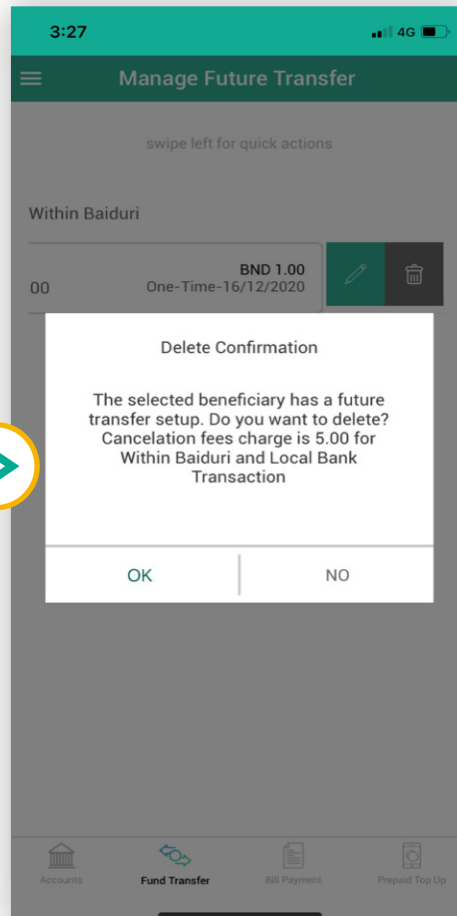 3:27
4G
Manage Future Transfer
swipe left for quick actions
Within Baiduri
BND 1.00
00
One-Time-16/12/2020
Delete Confirmation
The selected beneficiary has a future
transfer setup. Do you want to delete?
Cancelation fees charge is 5.00 for
Within Baiduri and Local Bank
Transaction
OK
NO
Accounts
Fund Transfer
Bill Payment
Prepaid Top Up